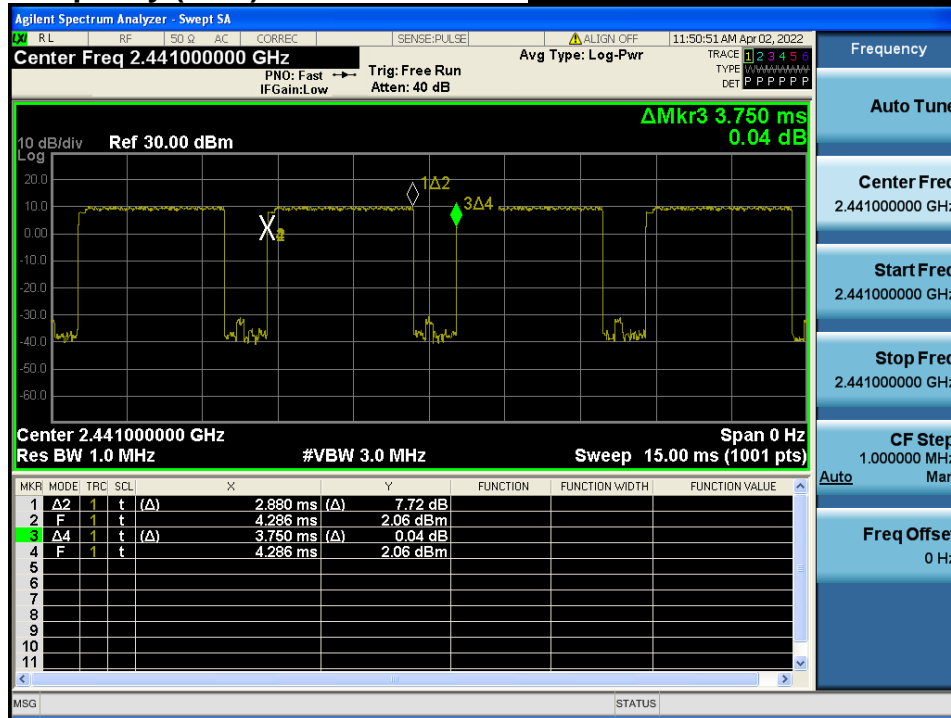 Agilent Spectrum Analyzer - Swept SA
LXI RL RF 50 Ω AC CORREC SENSE:PULSE ALIGN OFF 11:50:51 AM Apr 02, 2022
Center Freq 2.441000000 GHz
PNO: Fast
IFGain:Low
Trig: Free Run
Atten: 40 dB
Avg Type: Log-Pwr
TRACE 1 2 3 4 5 6
TYPE WWWWWW
DET P P P P P P
ΔMkr3 3.750 ms
0.04 dB
10 dB/div Ref 30.00 dBm
Log
20.0
10.0
0.00
-10.0
-20.0
-30.0
-40.0
-50.0
-60.0
1Δ2
3Δ4
X
Center 2.441000000 GHz Span 0 Hz
Res BW 1.0 MHz #VBW 3.0 MHz Sweep 15.00 ms (1001 pts)
MKR MODE TRC SCL X Y FUNCTION FUNCTION WIDTH FUNCTION VALUE
1 Δ2 1 t (Δ) 2.880 ms (Δ) 7.72 dB
2 F 1 t 4.286 ms 2.06 dBm
3 Δ4 1 t (Δ) 3.750 ms (Δ) 0.04 dB
4 F 1 t 4.286 ms 2.06 dBm
5
6
7
8
9
10
11
MSG STATUS
Frequency
Auto Tune
Center Freq
2.441000000 GHz
Start Freq
2.441000000 GHz
Stop Freq
2.441000000 GHz
CF Step
1.000000 MHz
Auto Man
Freq Offset
0 Hz